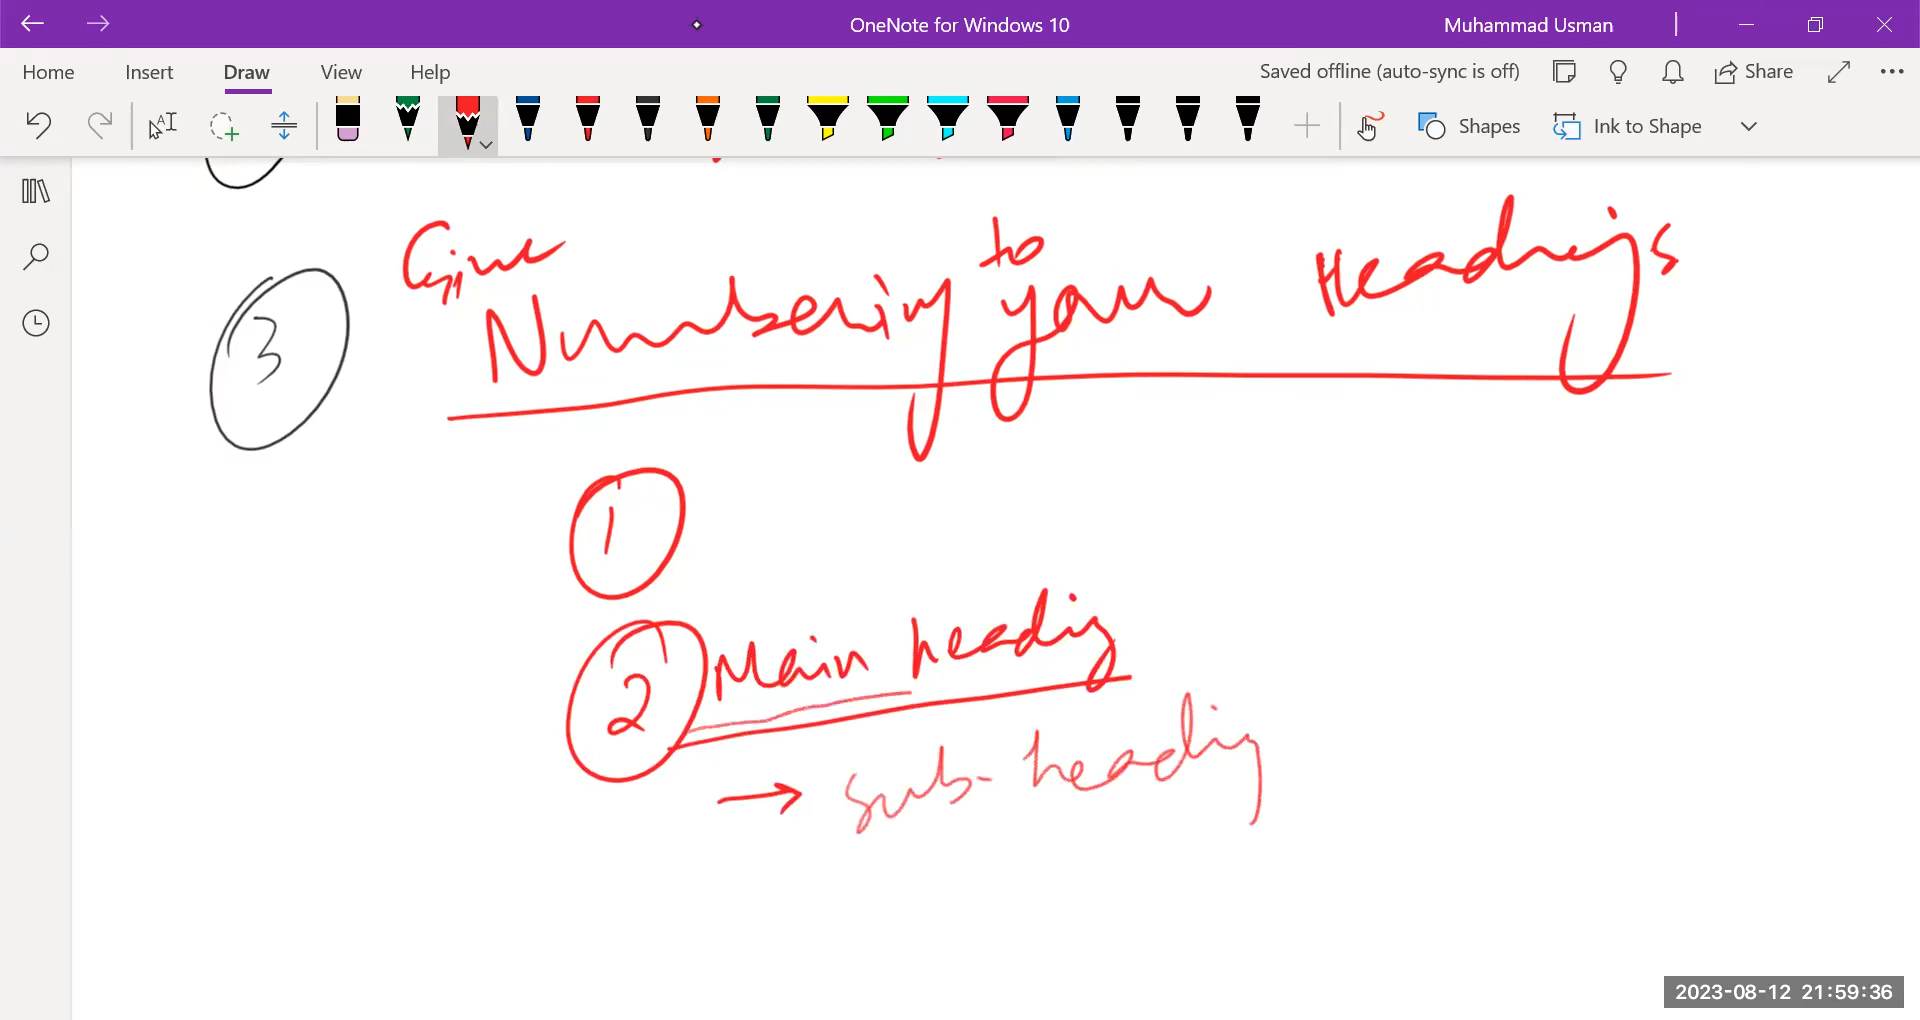 OneNote for Windows 10
Muhammad Usman
Home Insert Draw View Help
Saved offline (auto-sync is off) Share
Shapes Ink to Shape
3 Give Numbering to your Headings
1
2 Main heading
→ sub-heading
2023-08-12 21:59:36